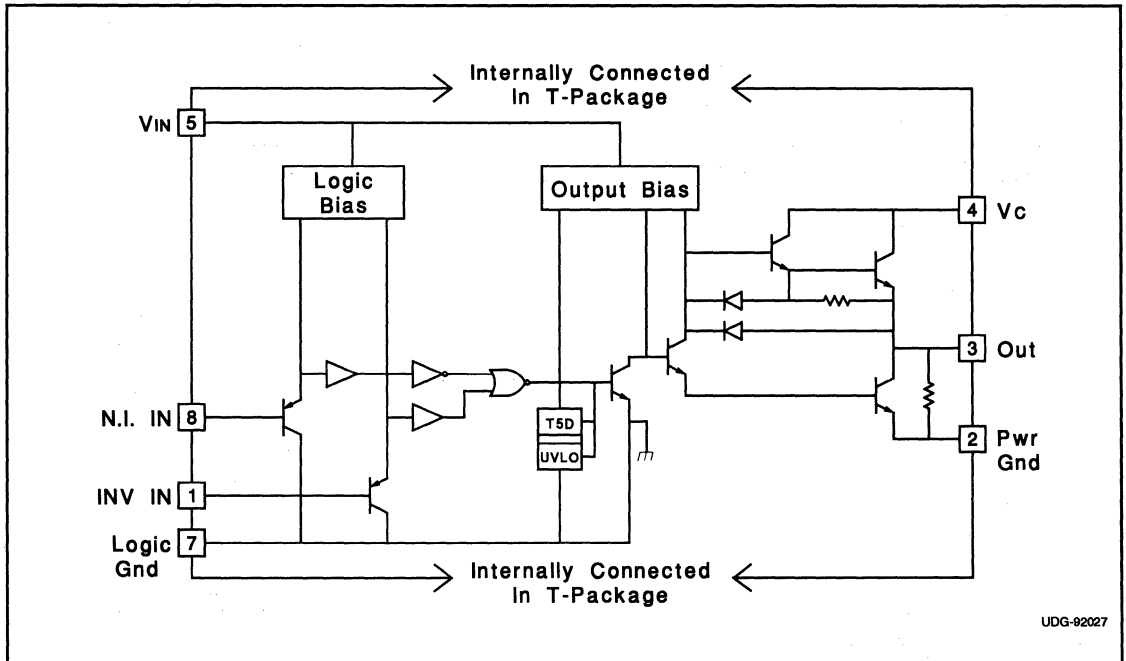 Internally Connected
In T-Package
VIN 5
Logic
Bias
Output Bias
4 Vc
3 Out
N.I. IN 8
T5D
UVLO
2 Pwr
Gnd
INV IN 1
Logic 7
Gnd
Internally Connected
In T-Package
UDG-92027